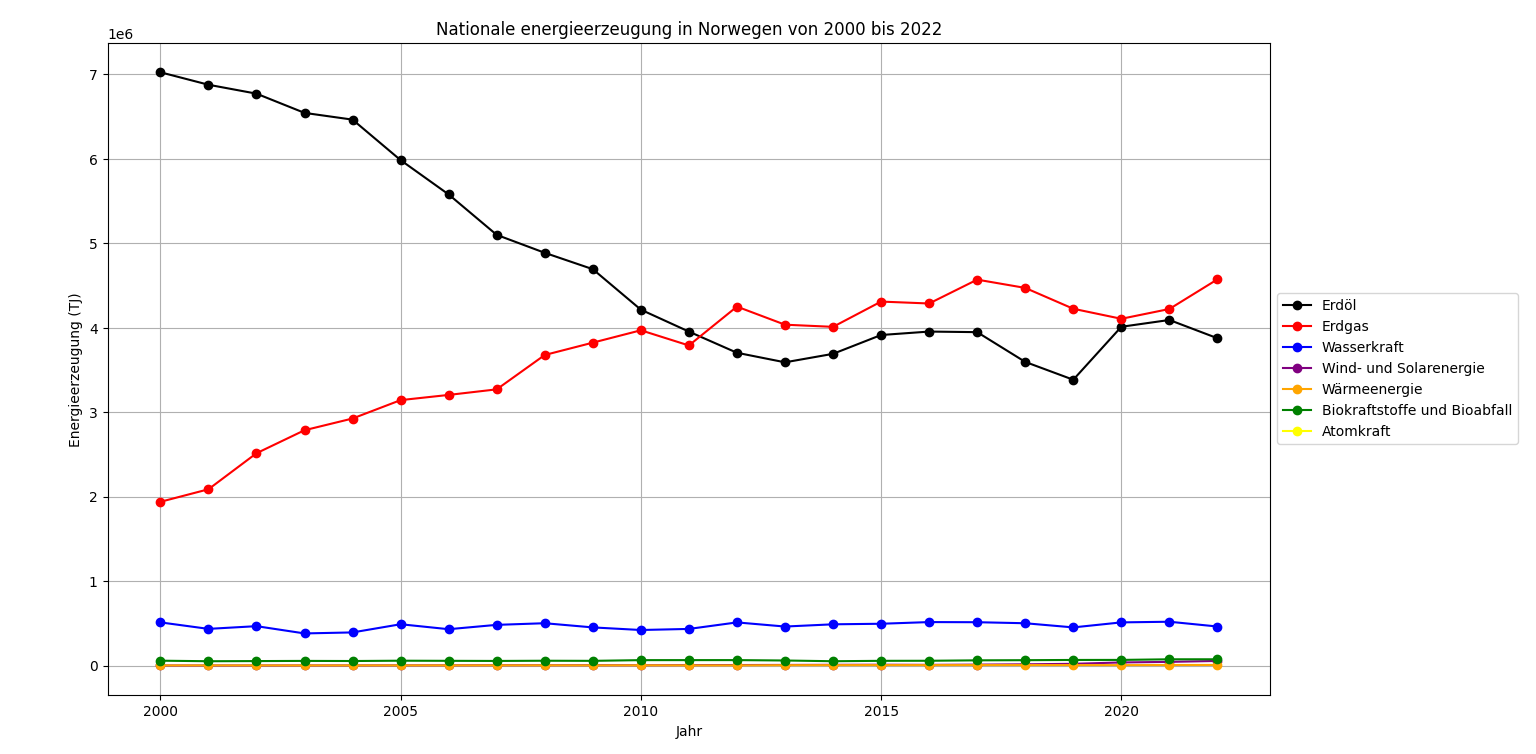 Nationale energieerzeugung in Norwegen von 2000 bis 2022
1e6
7
6
5
4
3
2
1
0
Energieerzeugung (TJ)
2000
2005
2010
2015
2020
Jahr
Erdöl
Erdgas
Wasserkraft
Wind- und Solarenergie
Wärmeenergie
Biokraftstoffe und Bioabfall
Atomkraft